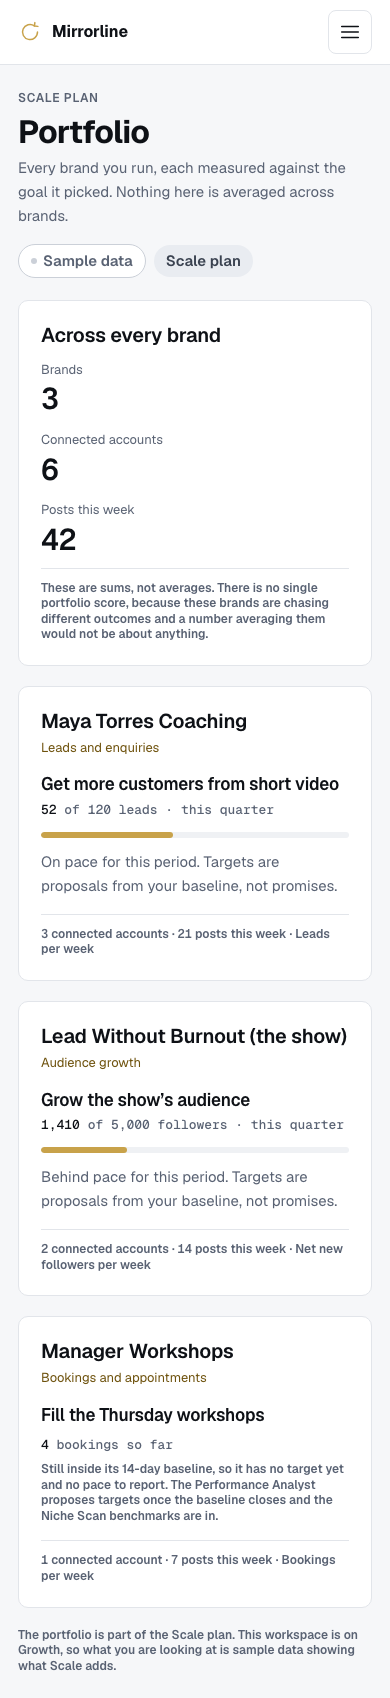 Mirrorline
SCALE PLAN
Portfolio
Every brand you run, each measured against the
goal it picked. Nothing here is averaged across
brands.
Sample data
Scale plan
Across every brand
Brands
3
Connected accounts
6
Posts this week
42
These are sums, not averages. There is no single
portfolio score, because these brands are chasing
different outcomes and a number averaging them
would not be about anything.
Maya Torres Coaching
Leads and enquiries
Get more customers from short video
52 of 120 leads · this quarter
On pace for this period. Targets are
proposals from your baseline, not promises.
3 connected accounts · 21 posts this week · Leads
per week
Lead Without Burnout (the show)
Audience growth
Grow the show’s audience
1,410 of 5,000 followers · this quarter
Behind pace for this period. Targets are
proposals from your baseline, not promises.
2 connected accounts · 14 posts this week · Net new
followers per week
Manager Workshops
Bookings and appointments
Fill the Thursday workshops
4 bookings so far
Still inside its 14-day baseline, so it has no target yet
and no pace to report. The Performance Analyst
proposes targets once the baseline closes and the
Niche Scan benchmarks are in.
1 connected account · 7 posts this week · Bookings
per week
The portfolio is part of the Scale plan. This workspace is on
Growth, so what you are looking at is sample data showing
what Scale adds.